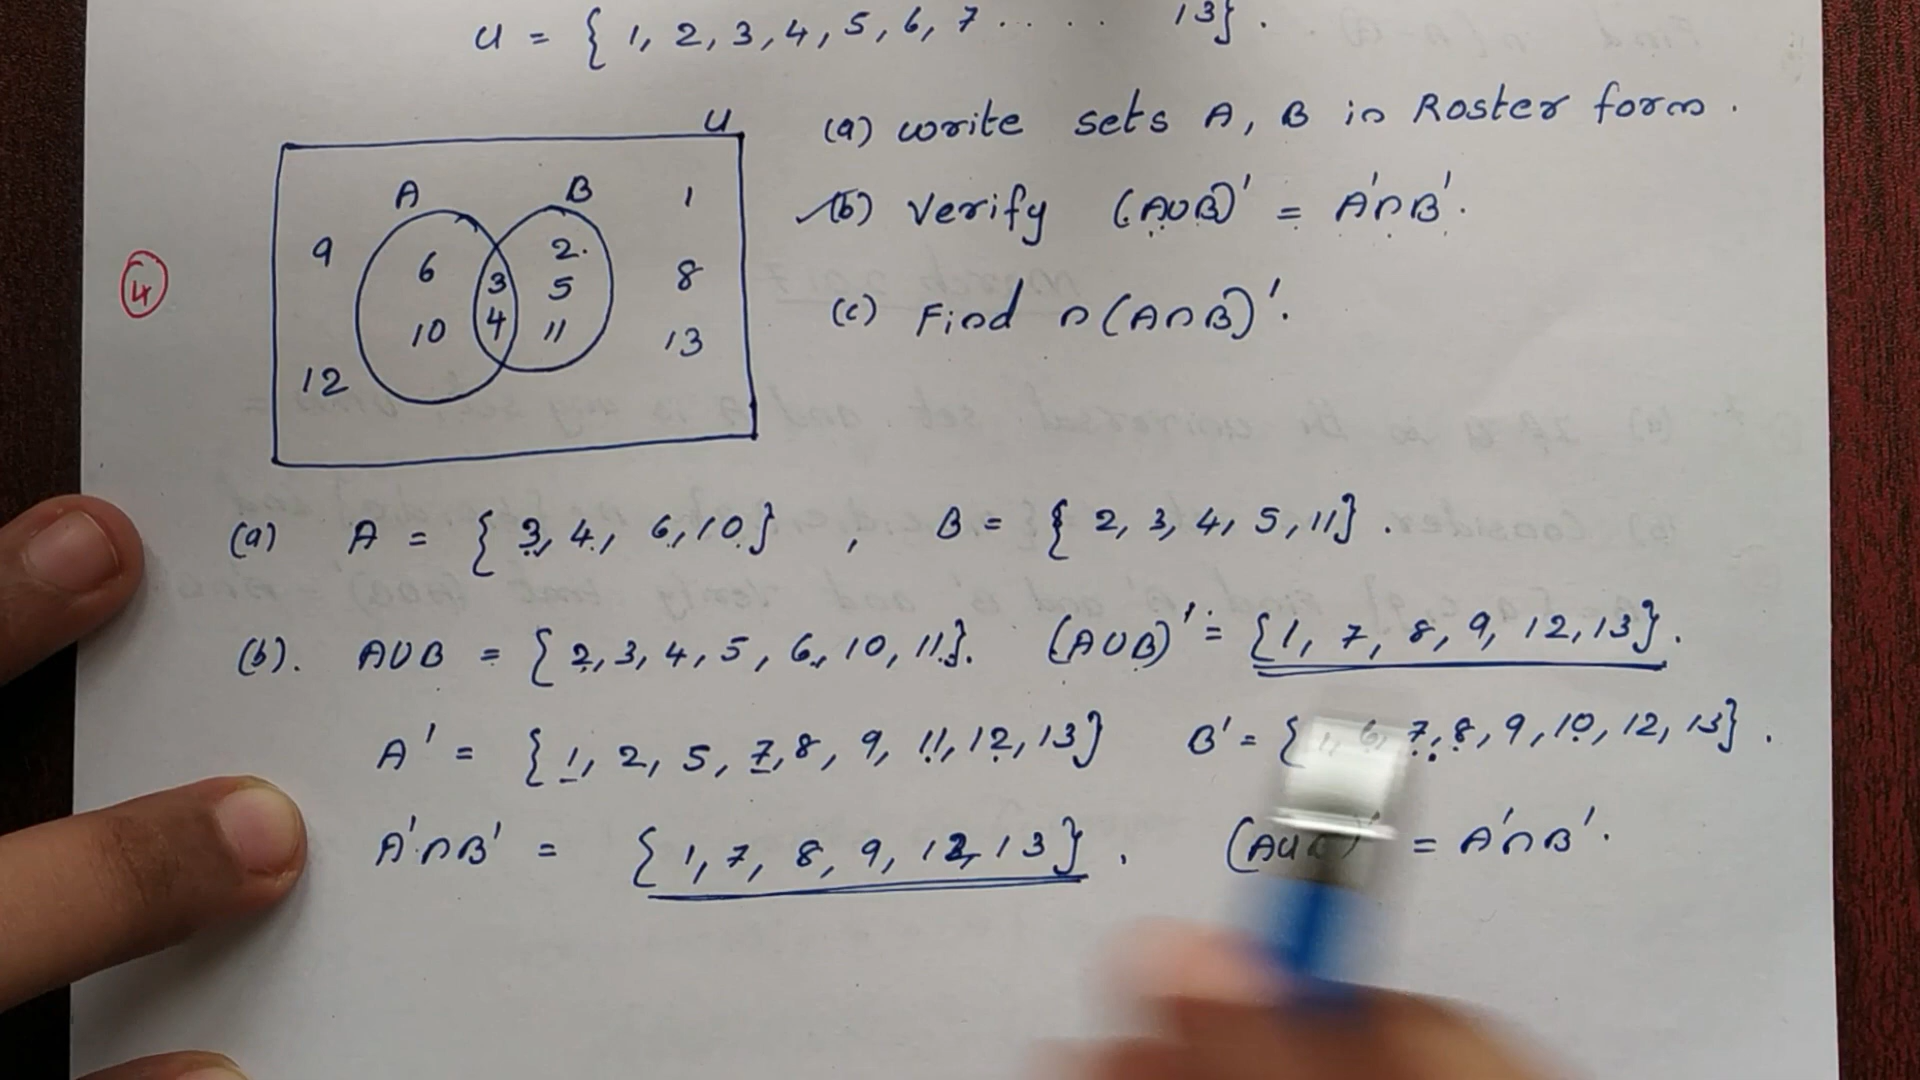 U = { 1, 2, 3, 4, 5, 6, 7 . . . . 13} .
U
(a) write sets A, B in Roster form .
A B 1
(b) Verify (A∪B)' = A'∩B'.
9 6 3 2. 8
4
10 4 5
11 13
12
(c) Find n(A∩B)'.
(a) A = { 3, 4, 6, 10} , B = { 2, 3, 4, 5, 11} .
(b). A∪B = { 2, 3, 4, 5, 6, 10, 11}. (A∪B)' = {1, 7, 8, 9, 12, 13} .
A' = { 1, 2, 5, 7, 8, 9, 11, 12, 13} B' = { 1, 6, 7, 8, 9, 10, 12, 13} .
A'∩B' = { 1, 7, 8, 9, 12, 13} . (A∪ )' = A'∩B' .